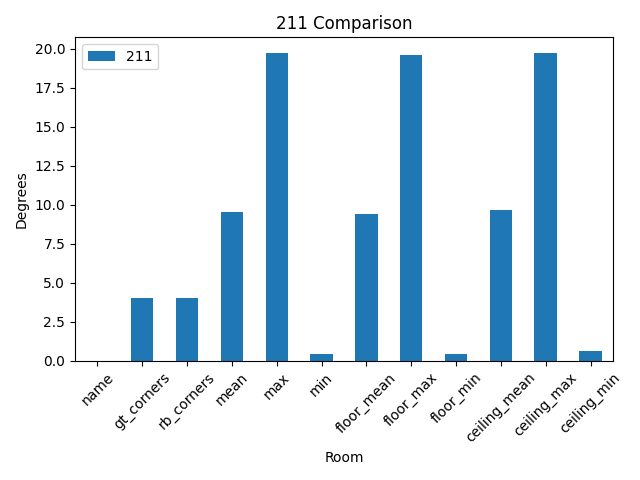 211 Comparison
211
20.0
17.5
15.0
12.5
10.0
7.5
5.0
2.5
0.0
Degrees
name
gt_corners
rb_corners
mean
max
min
floor_mean
floor_max
floor_min
ceiling_mean
ceiling_max
ceiling_min
Room